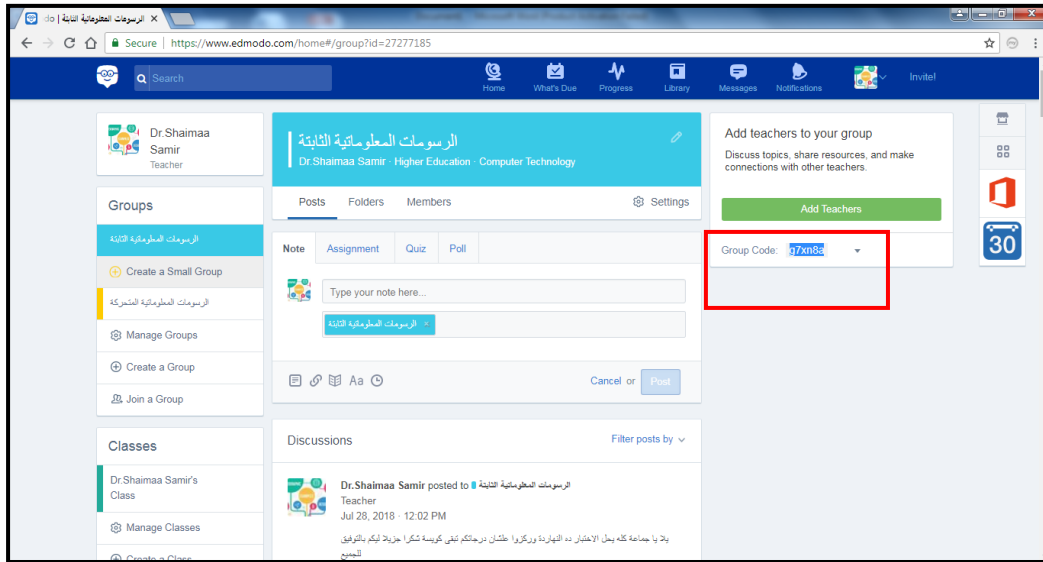 الرسومات المعلوماتية الثابتة | do
Secure | https://www.edmodo.com/home#/group?id=27277185
Search
Home
What's Due
Progress
Library
Messages
Notifications
Invite!
Dr.Shaimaa
Samir
Teacher
Groups
الرسومات المعلوماتية الثابتة
Create a Small Group
الرسومات المعلوماتية المتحركة
Manage Groups
Create a Group
Join a Group
Classes
Dr.Shaimaa Samir's
Class
Manage Classes
Create a Class
الرسومات المعلوماتية الثابتة
Dr.Shaimaa Samir · Higher Education · Computer Technology
Posts Folders Members Settings
Note Assignment Quiz Poll
Type your note here...
× الرسومات المعلوماتية الثابتة
Aa
Cancel or Post
Discussions
Filter posts by
Dr.Shaimaa Samir posted to الرسومات المعلوماتية الثابتة
Teacher
Jul 28, 2018 · 12:02 PM
يلا يا جماعة كله يحل الاختبار ده النهاردة وركزوا علشان درجاتكم تبقى كويسة شكرا جزيلا ليكم بالتوفيق
للجميع
Add teachers to your group
Discuss topics, share resources, and make
connections with other teachers.
Add Teachers
Group Code: g7xn8a
30